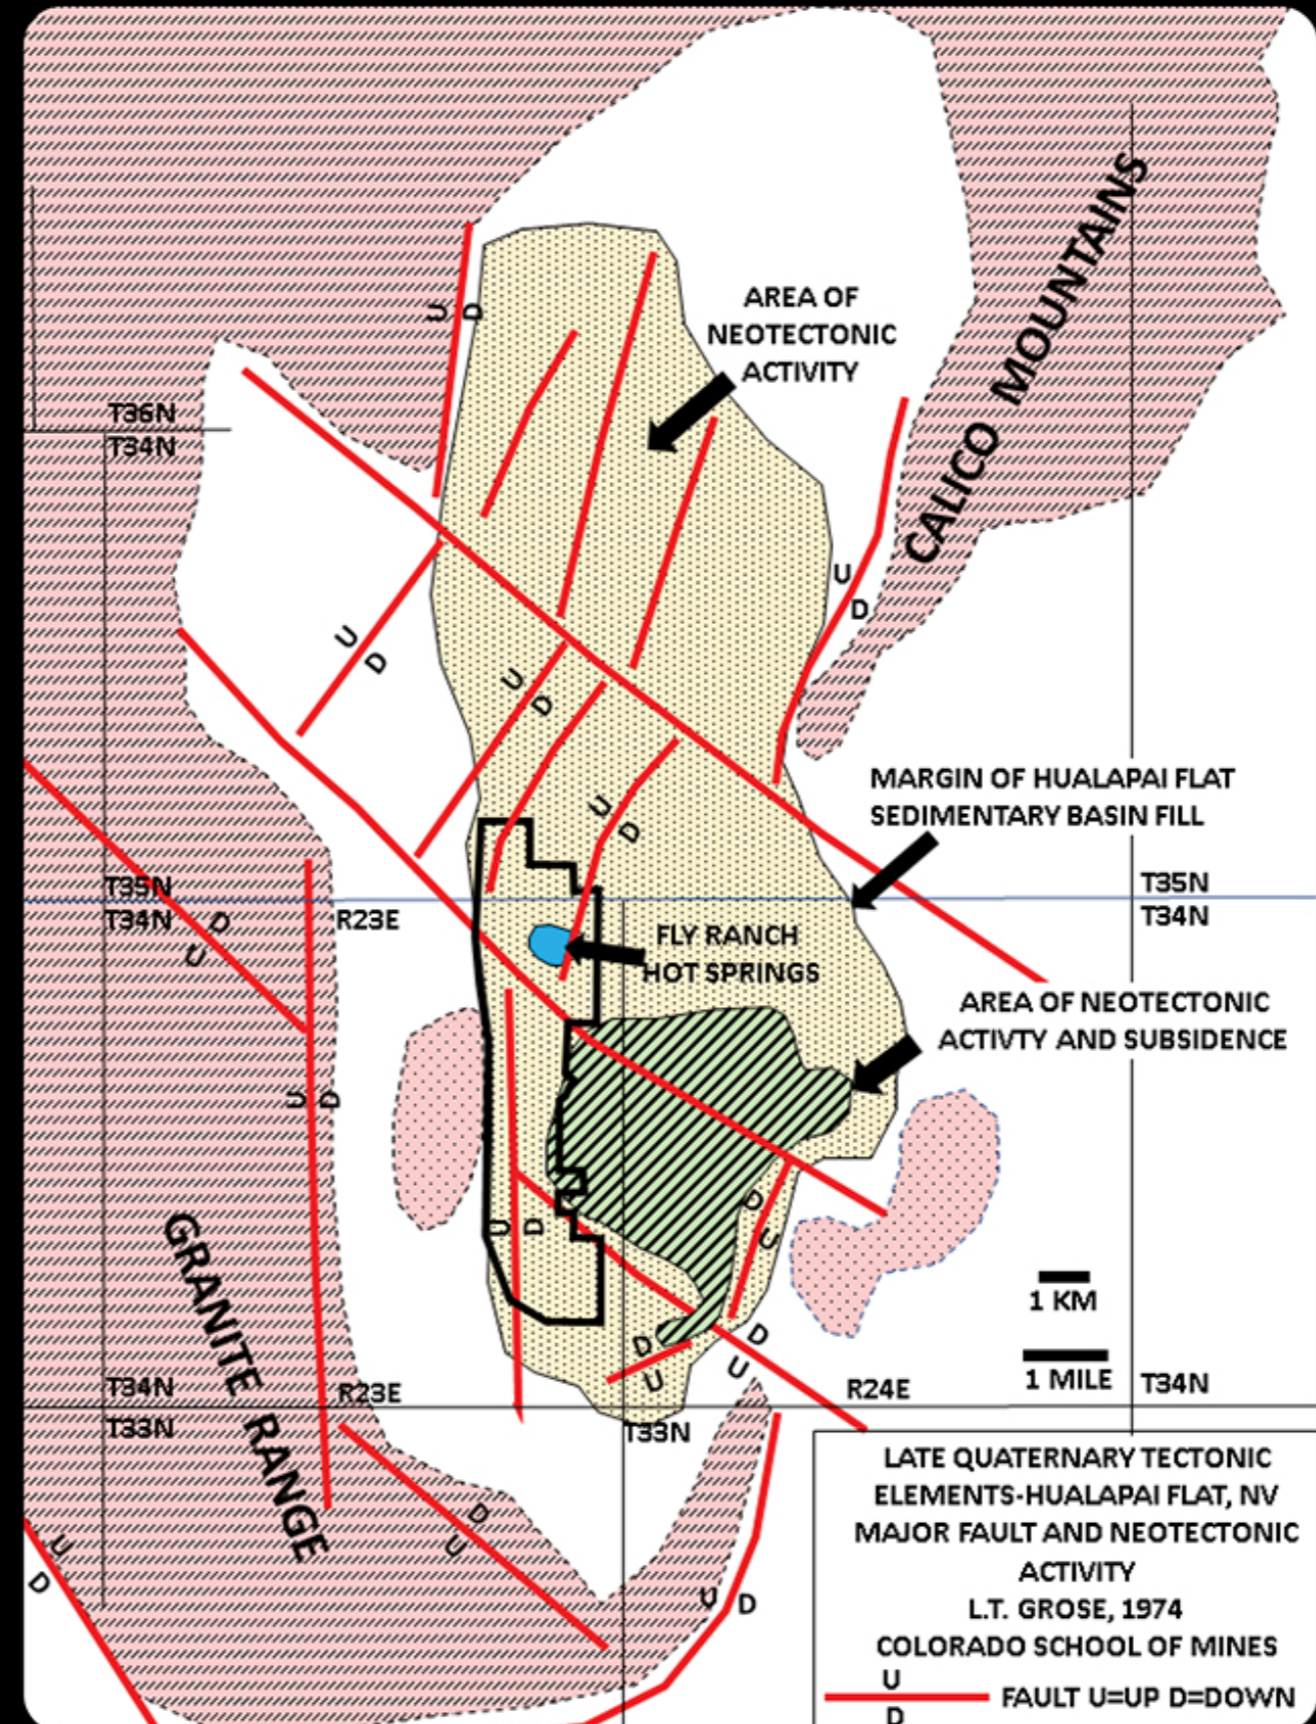 U D
AREA OF
NEOTECTONIC
ACTIVITY
CALICO MOUNTAINS
T36N
T34N
U
D
U
D
U
D
U
D
MARGIN OF HUALAPAI FLAT
SEDIMENTARY BASIN FILL
T35N
T34N
R23E
D
U
T35N
T34N
FLY RANCH
HOT SPRINGS
AREA OF NEOTECTONIC
ACTIVTY AND SUBSIDENCE
U D
D
U
U D
GRANITE RANGE
1 KM
1 MILE
D
U
D
U
T34N
T33N
R23E
R24E
T34N
T33N
D
U
U
D
U D
LATE QUATERNARY TECTONIC
ELEMENTS-HUALAPAI FLAT, NV
MAJOR FAULT AND NEOTECTONIC
ACTIVITY
L.T. GROSE, 1974
COLORADO SCHOOL OF MINES
U
FAULT U=UP D=DOWN
D